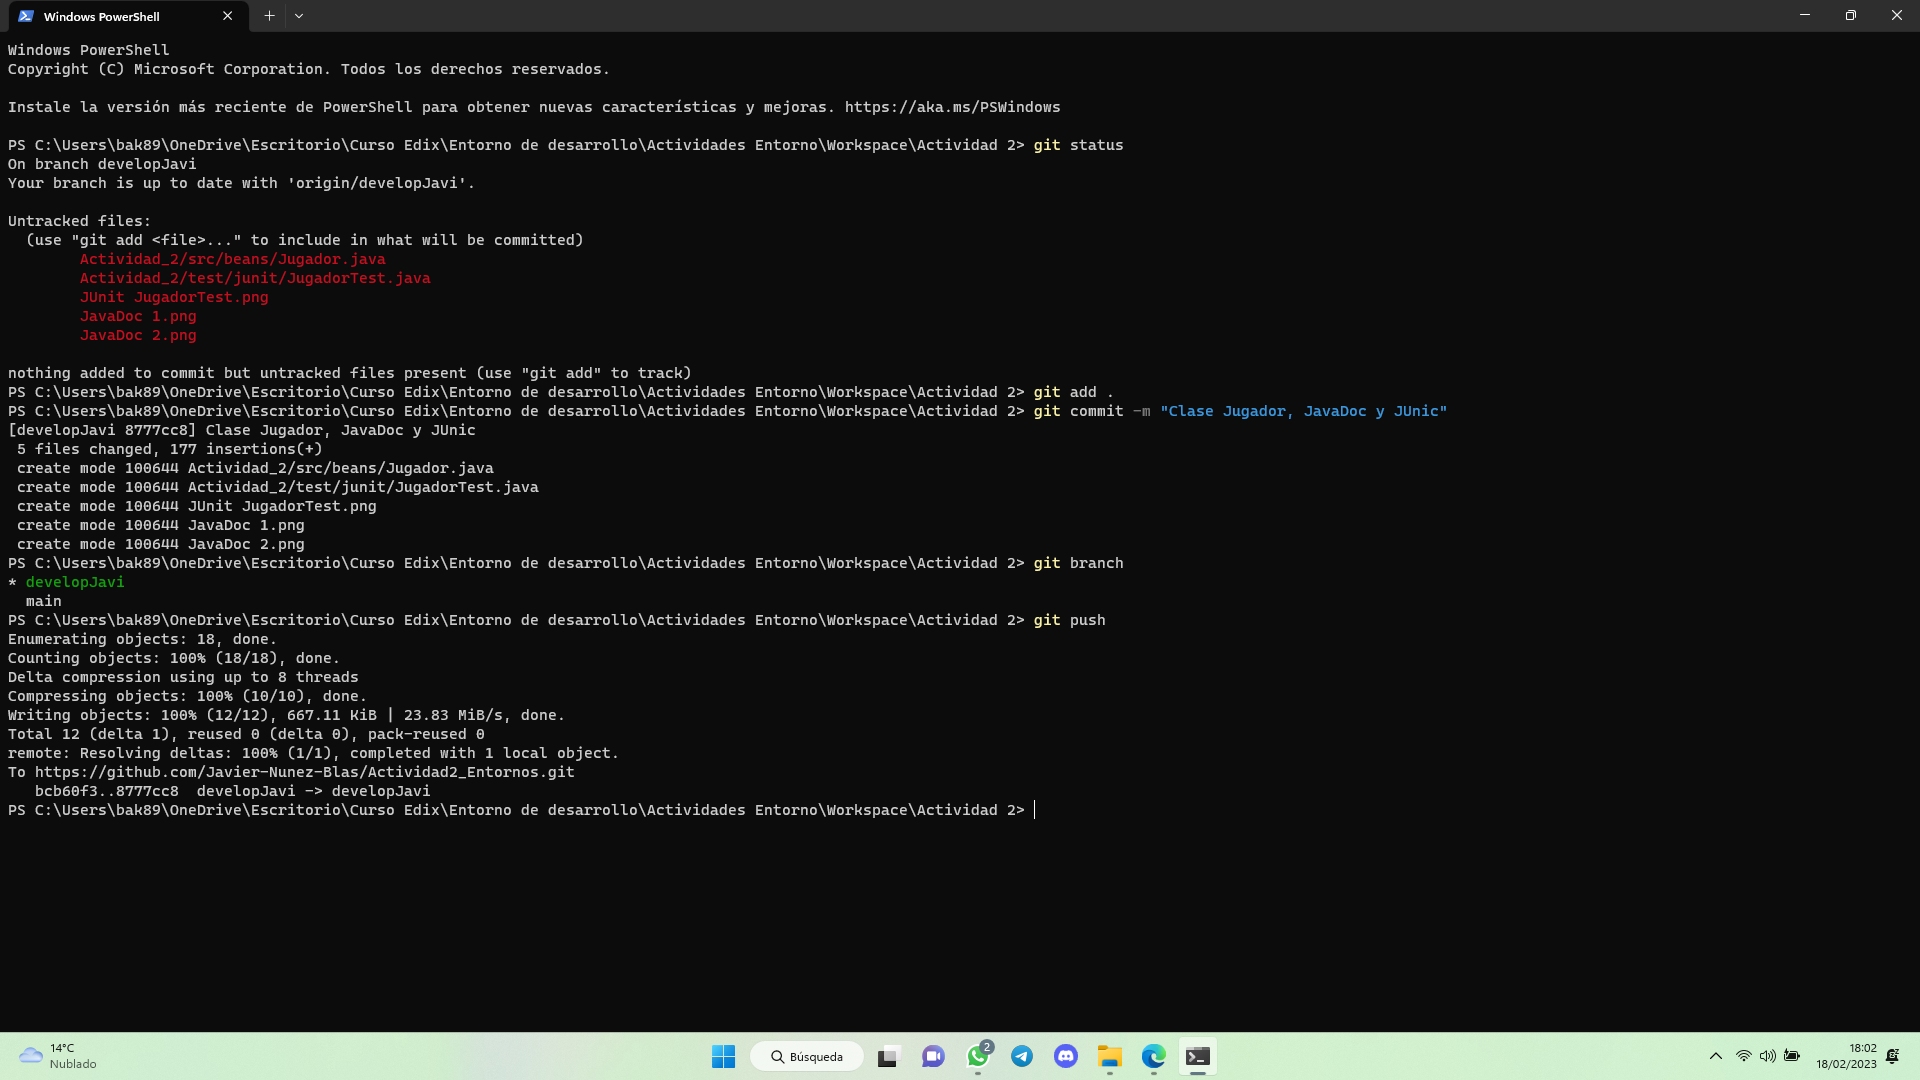 Windows PowerShell
Windows PowerShell
Copyright (C) Microsoft Corporation. Todos los derechos reservados.
Instale la versión más reciente de PowerShell para obtener nuevas características y mejoras. https://aka.ms/PSWindows
PS C:\Users\bak89\OneDrive\Escritorio\Curso Edix\Entorno de desarrollo\Actividades Entorno\Workspace\Actividad 2> git status
On branch developJavi
Your branch is up to date with 'origin/developJavi'.
Untracked files:
  (use "git add <file>..." to include in what will be committed)
        Actividad_2/src/beans/Jugador.java
        Actividad_2/test/junit/JugadorTest.java
        JUnit JugadorTest.png
        JavaDoc 1.png
        JavaDoc 2.png
nothing added to commit but untracked files present (use "git add" to track)
PS C:\Users\bak89\OneDrive\Escritorio\Curso Edix\Entorno de desarrollo\Actividades Entorno\Workspace\Actividad 2> git add .
PS C:\Users\bak89\OneDrive\Escritorio\Curso Edix\Entorno de desarrollo\Actividades Entorno\Workspace\Actividad 2> git commit -m "Clase Jugador, JavaDoc y JUnic"
[developJavi 8777cc8] Clase Jugador, JavaDoc y JUnic
 5 files changed, 177 insertions(+)
 create mode 100644 Actividad_2/src/beans/Jugador.java
 create mode 100644 Actividad_2/test/junit/JugadorTest.java
 create mode 100644 JUnit JugadorTest.png
 create mode 100644 JavaDoc 1.png
 create mode 100644 JavaDoc 2.png
PS C:\Users\bak89\OneDrive\Escritorio\Curso Edix\Entorno de desarrollo\Actividades Entorno\Workspace\Actividad 2> git branch
* developJavi
  main
PS C:\Users\bak89\OneDrive\Escritorio\Curso Edix\Entorno de desarrollo\Actividades Entorno\Workspace\Actividad 2> git push
Enumerating objects: 18, done.
Counting objects: 100% (18/18), done.
Delta compression using up to 8 threads
Compressing objects: 100% (10/10), done.
Writing objects: 100% (12/12), 667.11 KiB | 23.83 MiB/s, done.
Total 12 (delta 1), reused 0 (delta 0), pack-reused 0
remote: Resolving deltas: 100% (1/1), completed with 1 local object.
To https://github.com/Javier-Nunez-Blas/Actividad2_Entornos.git
   bcb60f3..8777cc8  developJavi -> developJavi
PS C:\Users\bak89\OneDrive\Escritorio\Curso Edix\Entorno de desarrollo\Actividades Entorno\Workspace\Actividad 2>
14°C
Nublado
Búsqueda
2
18:02
18/02/2023